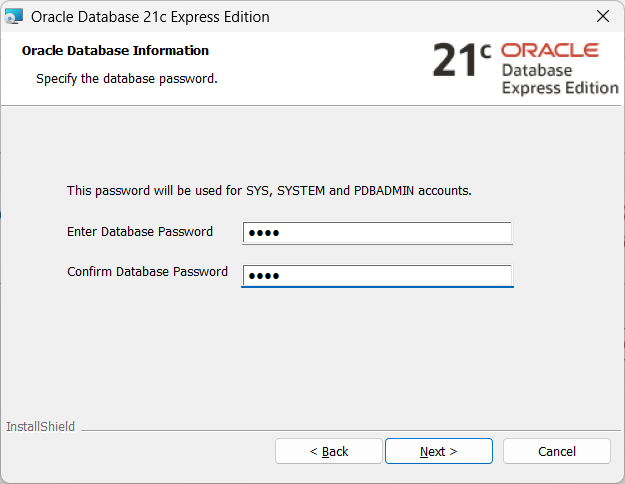 Oracle Database 21c Express Edition
Oracle Database Information
Specify the database password.
21c ORACLE
Database
Express Edition
This password will be used for SYS, SYSTEM and PDBADMIN accounts.
Enter Database Password ●●●●
Confirm Database Password ●●●●
InstallShield
< Back Next > Cancel